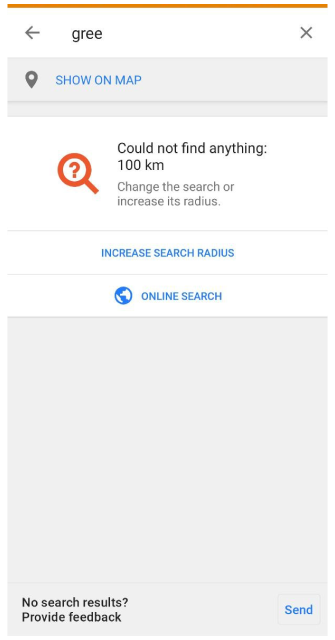 gree
SHOW ON MAP
Could not find anything:
100 km
Change the search or
increase its radius.
INCREASE SEARCH RADIUS
ONLINE SEARCH
No search results?
Provide feedback
Send